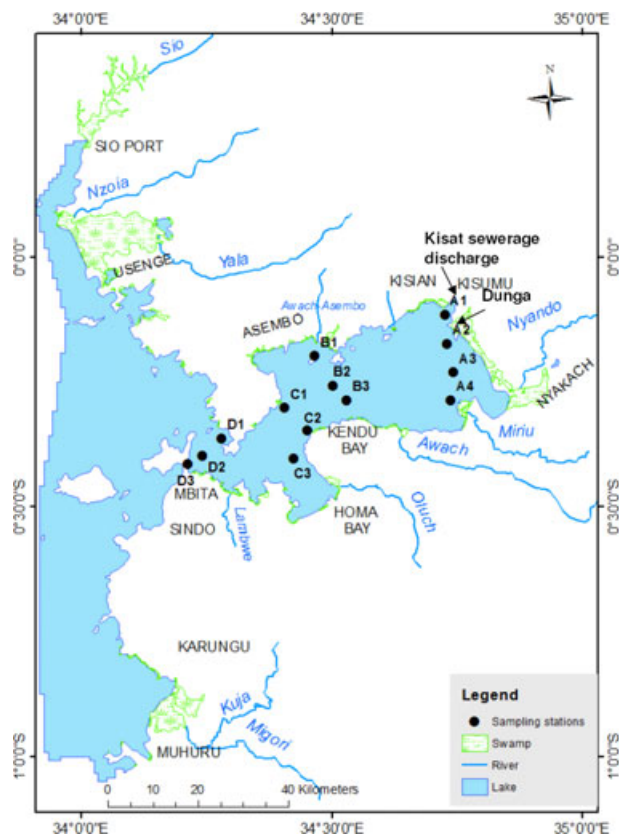 34°0'0"
34°30'0"
35°0'0"
N
Sio
SIO PORT
Nzoia
0°0'0"
USENGE
Yala
Kisat sewerage
discharge
KISIAN
KISUMU
A1
Dunga
Awach-Asembo
Nyando
ASEMBO
B1
A2
A3
B2
B3
A4
NYAKACH
C1
C2
KENDU
BAY
Awach
Miriu
D1
D2
C3
D3
MBITA
Oluch
SINDO
Larabwe
HOMA
BAY
0°30'0"S
KARUNGU
Kuja
Migori
MUHURU
1°0'0"S
Legend
Sampling stations
Swamp
River
Lake
0 10 20 40 Kilometers
34°0'0"
34°30'0"
35°0'0"
0°0'0"
0°30'0"S
1°0'0"S